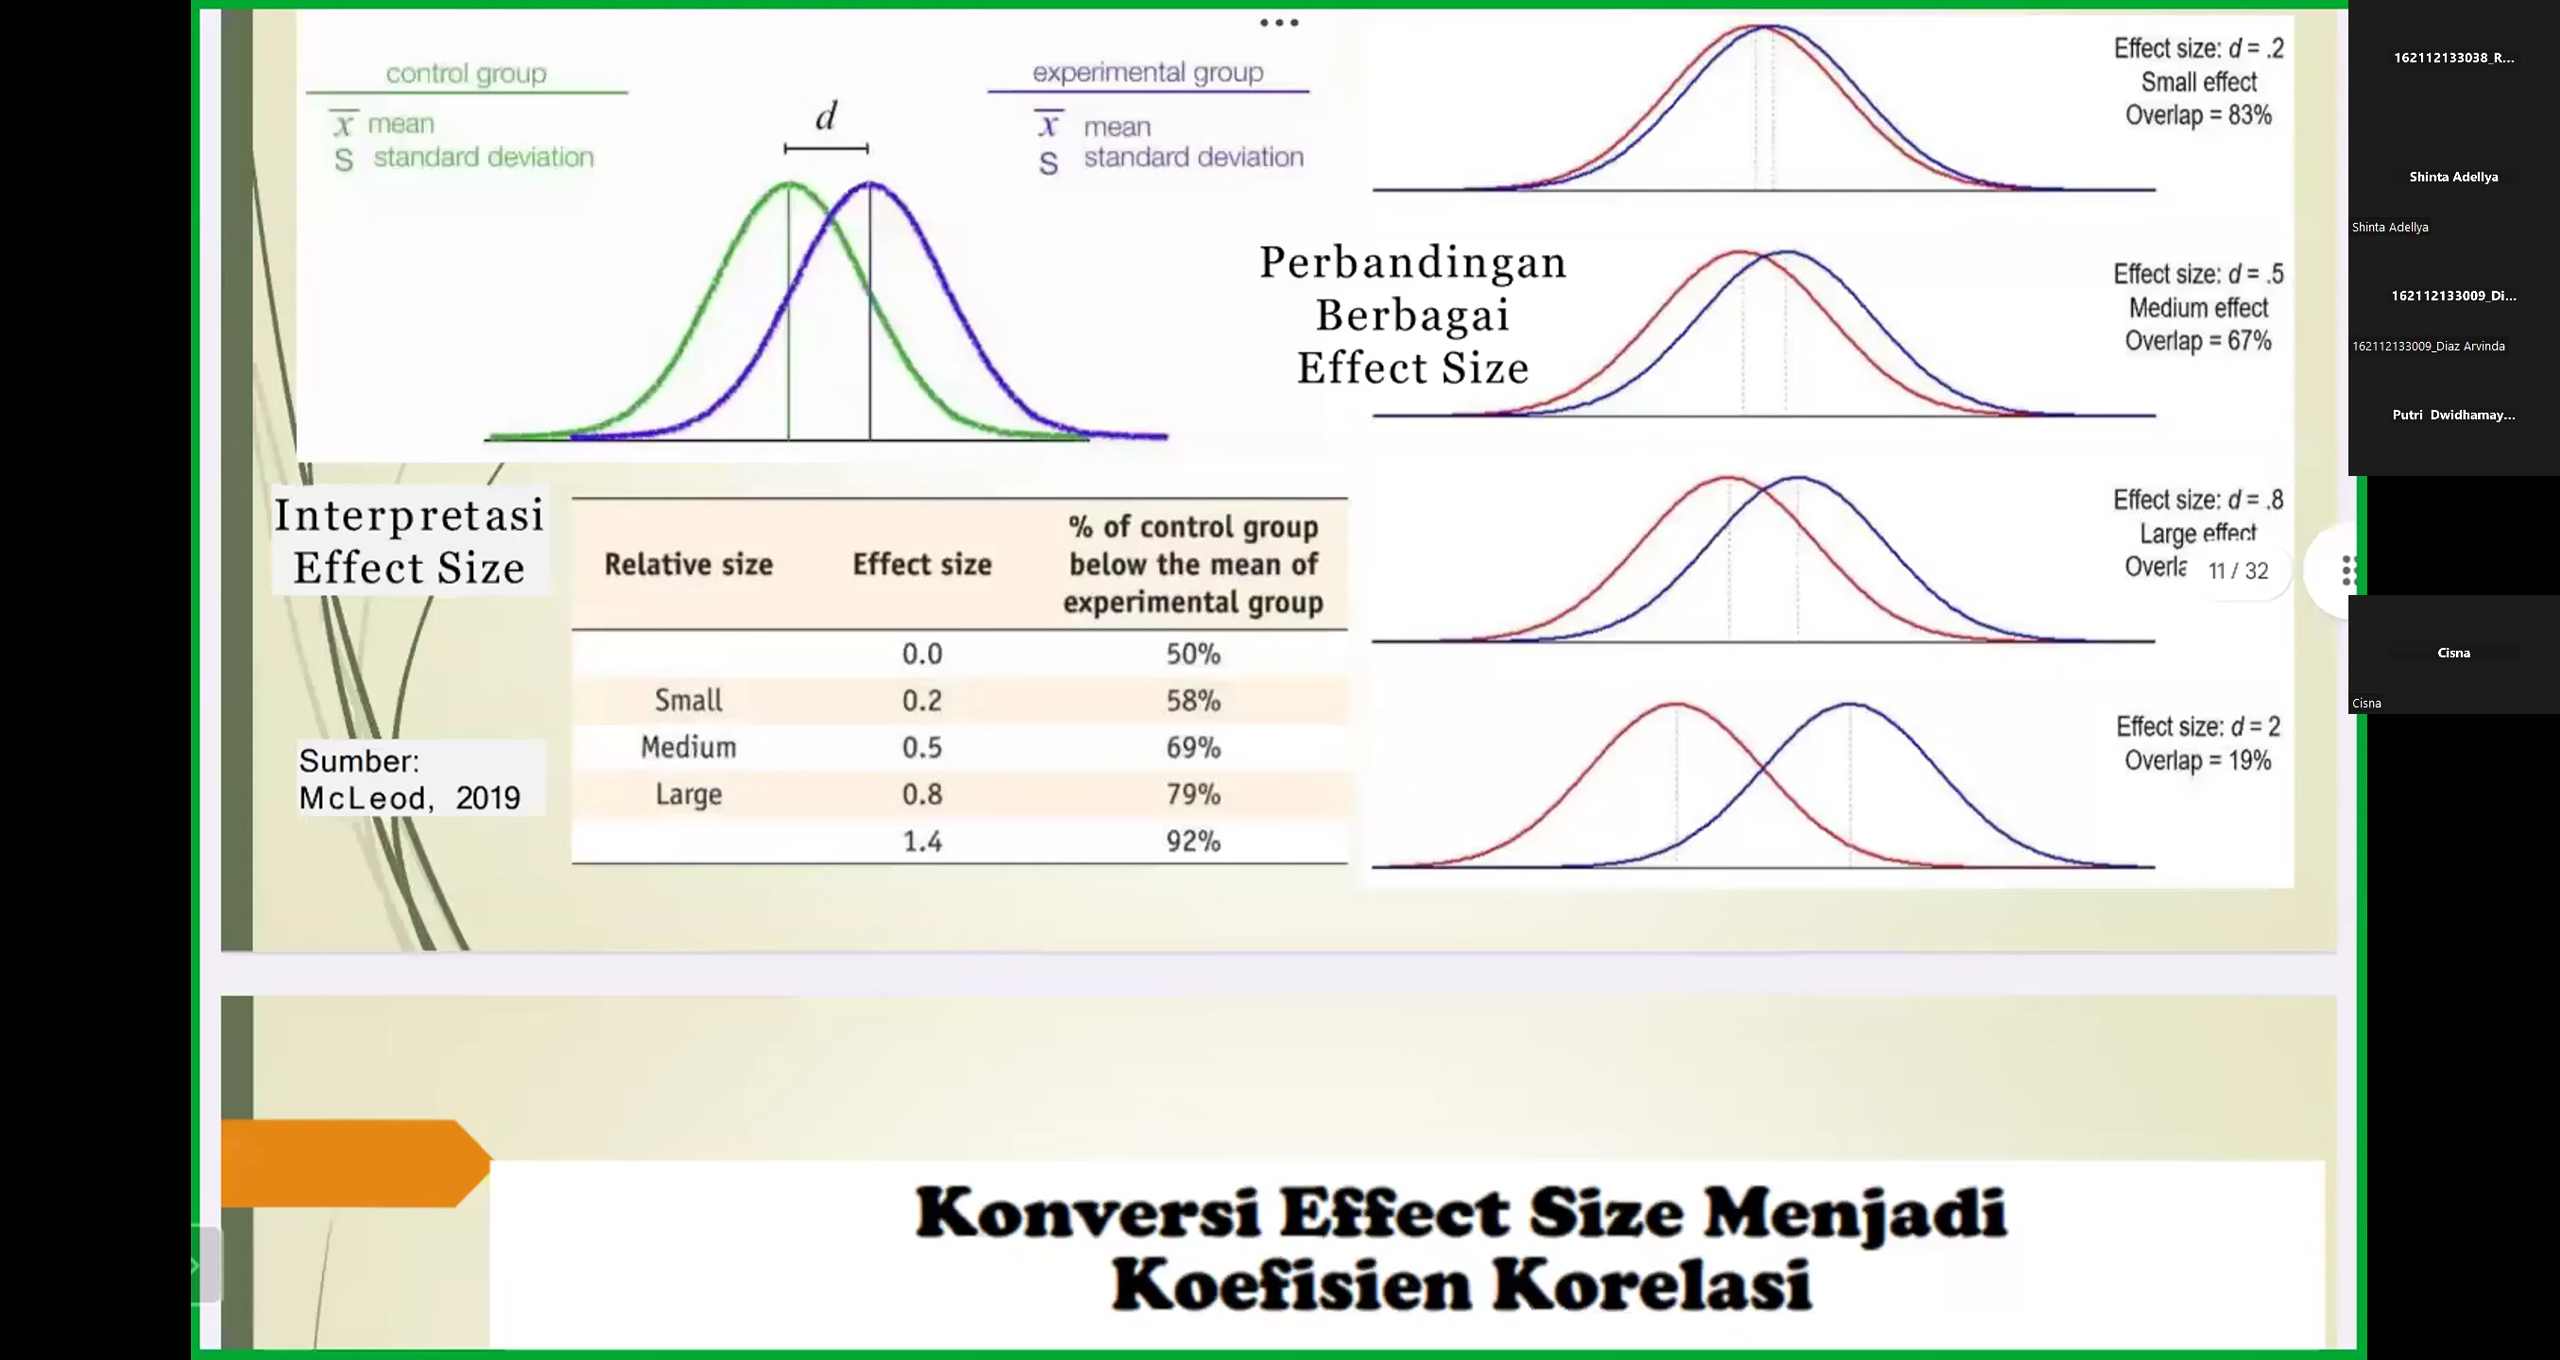 control group
x mean
S standard deviation
d
experimental group
x mean
S standard deviation
Effect size: d = .2
Small effect
Overlap = 83%
Perbandingan
Berbagai
Effect Size
Effect size: d = .5
Medium effect
Overlap = 67%
Effect size: d = .8
Large effect
11 / 32
Effect size: d = 2
Overlap = 19%
Interpretasi
Effect Size
Sumber:
McLeod, 2019
Relative size Effect size % of control group below the mean of experimental group
0.0 50%
Small 0.2 58%
Medium 0.5 69%
Large 0.8 79%
1.4 92%
Konversi Effect Size Menjadi
Koefisien Korelasi
162112133038_R...
Shinta Adellya
Shinta Adellya
162112133009_Di...
162112133009_Diaz Arvinda
Putri Dwidhamay...
Cisna
Cisna